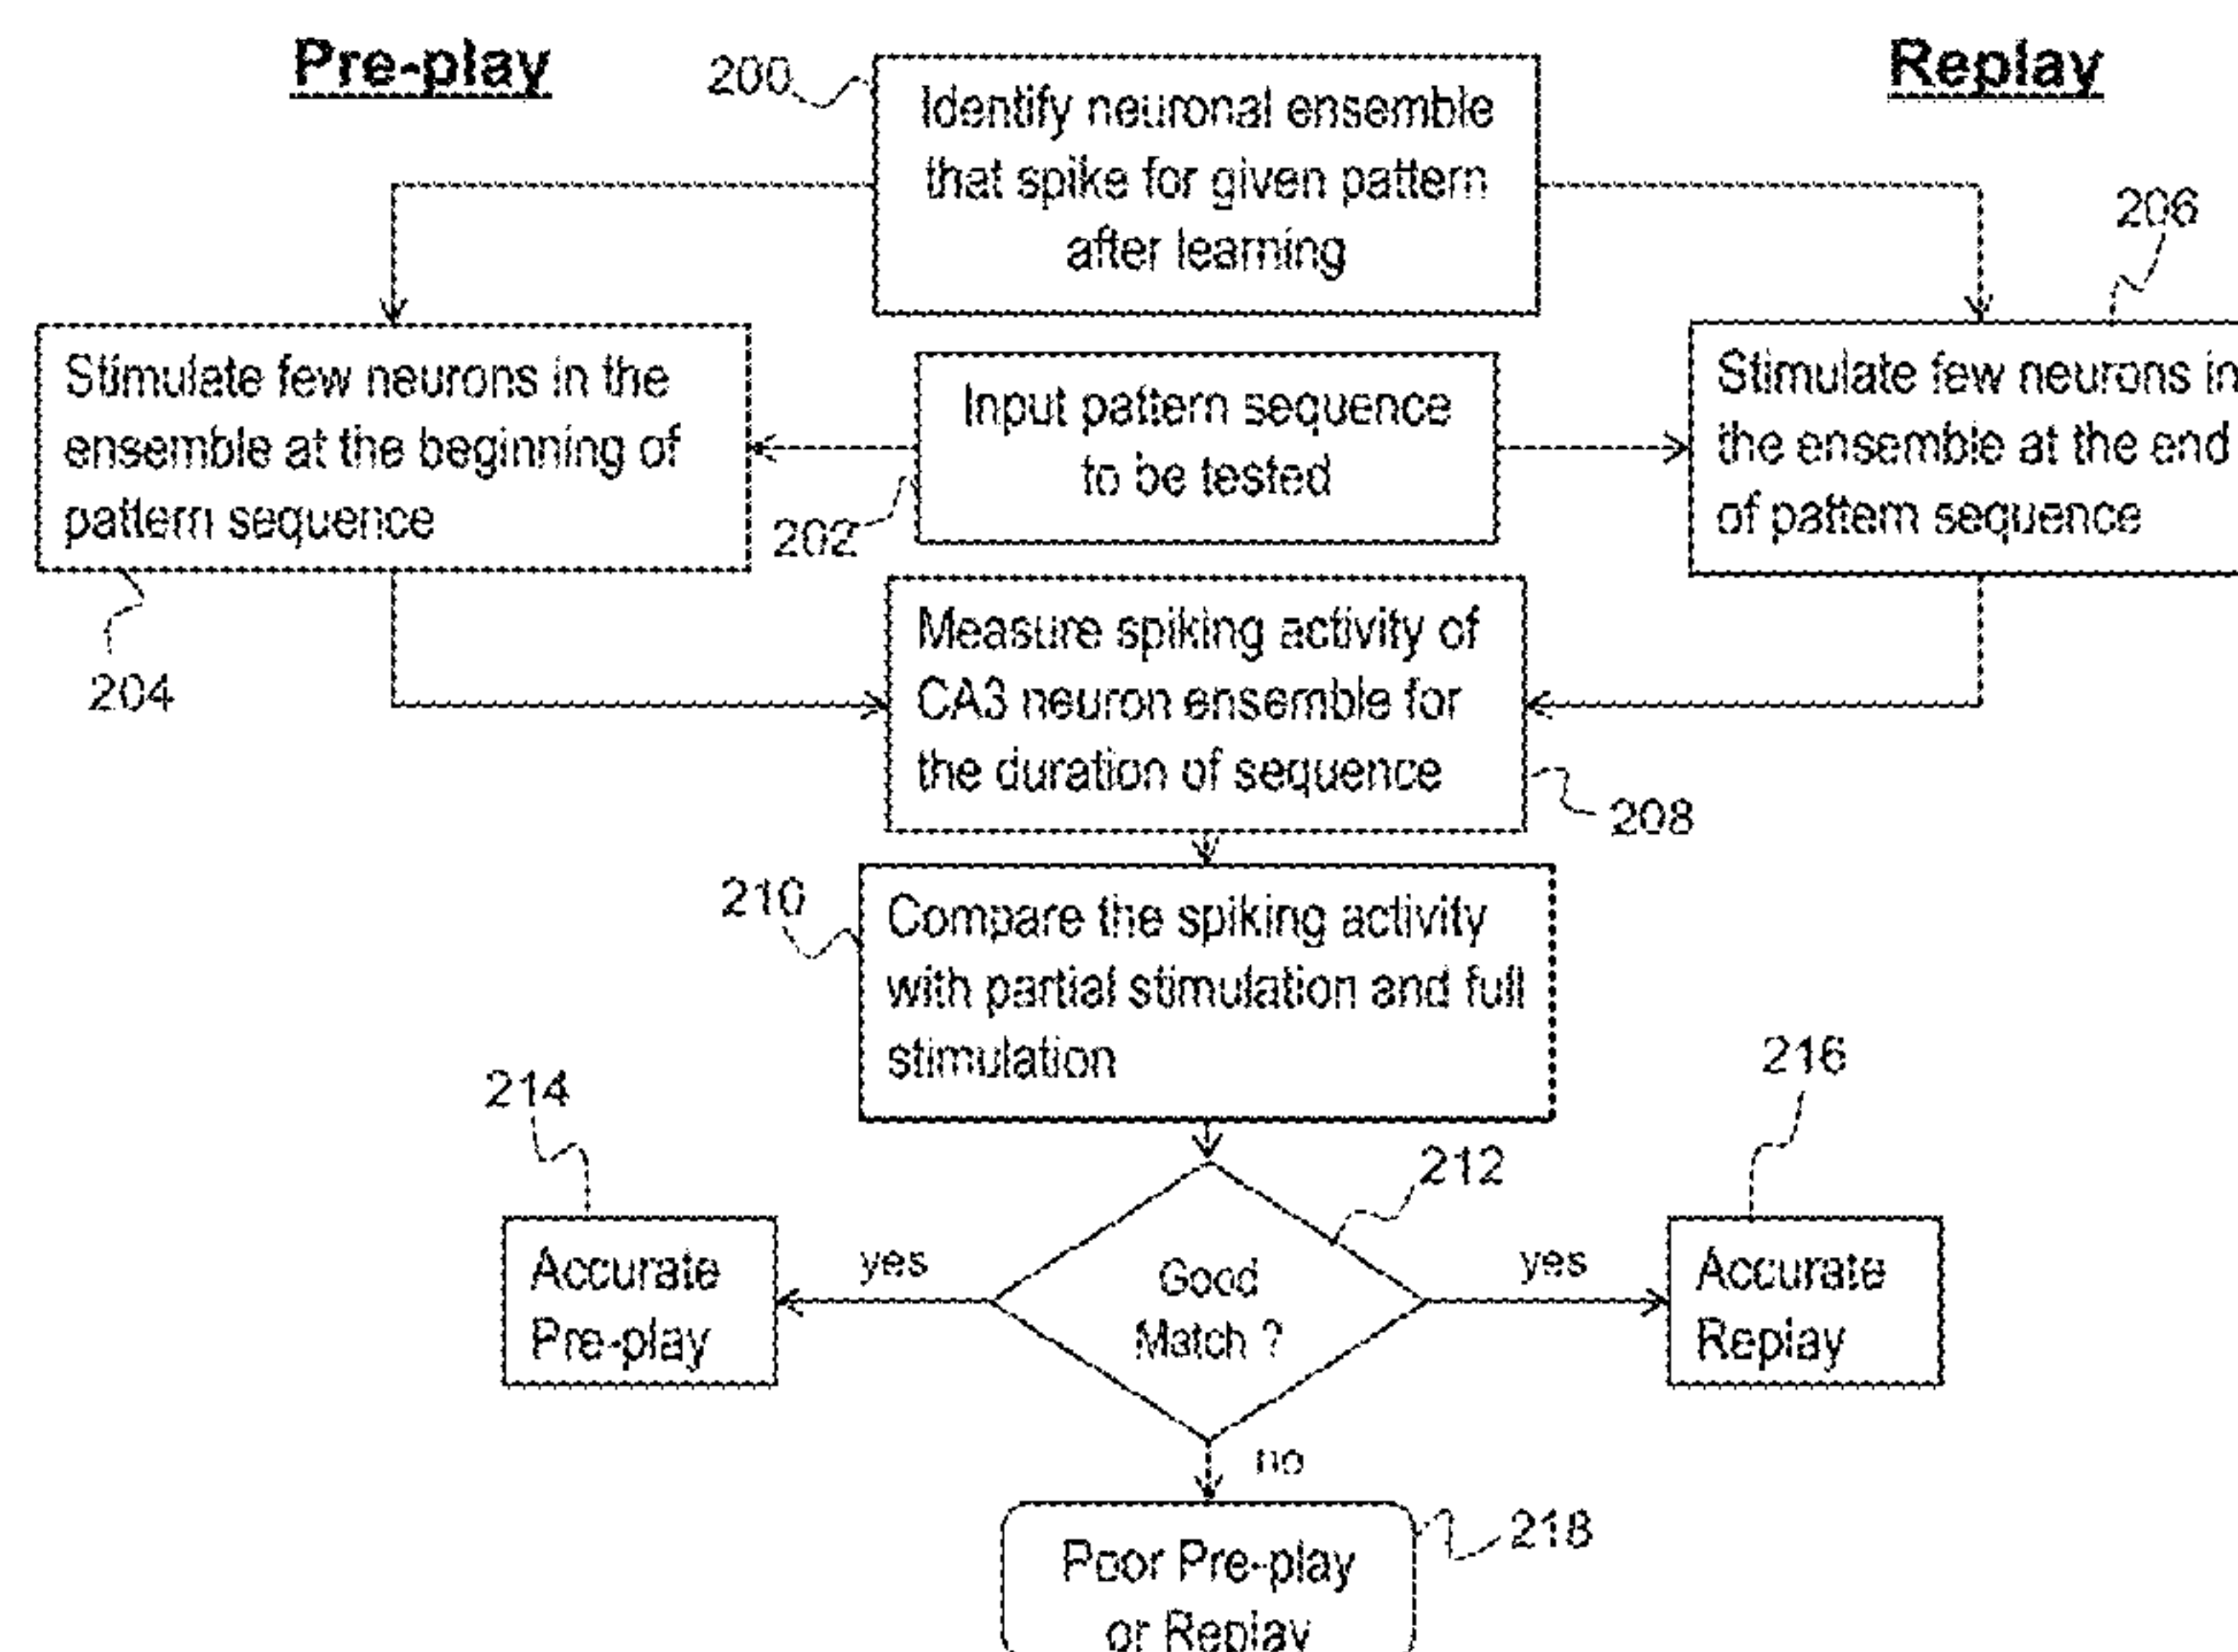 Pre-play
Replay
200
Identify neuronal ensemble
that spike for given pattern
after learning
206
Stimulate few neurons in the
ensemble at the beginning of
pattern sequence
204
Input pattern sequence
to be tested
202
Stimulate few neurons in
the ensemble at the end
of pattern sequence
Measure spiking activity of
CA3 neuron ensemble for
the duration of sequence
208
210
Compare the spiking activity
with partial stimulation and full
stimulation
214
216
212
Accurate
Pre-play
yes
Good
Match ?
yes
Accurate
Replay
no
Poor Pre-play
or Replay
218